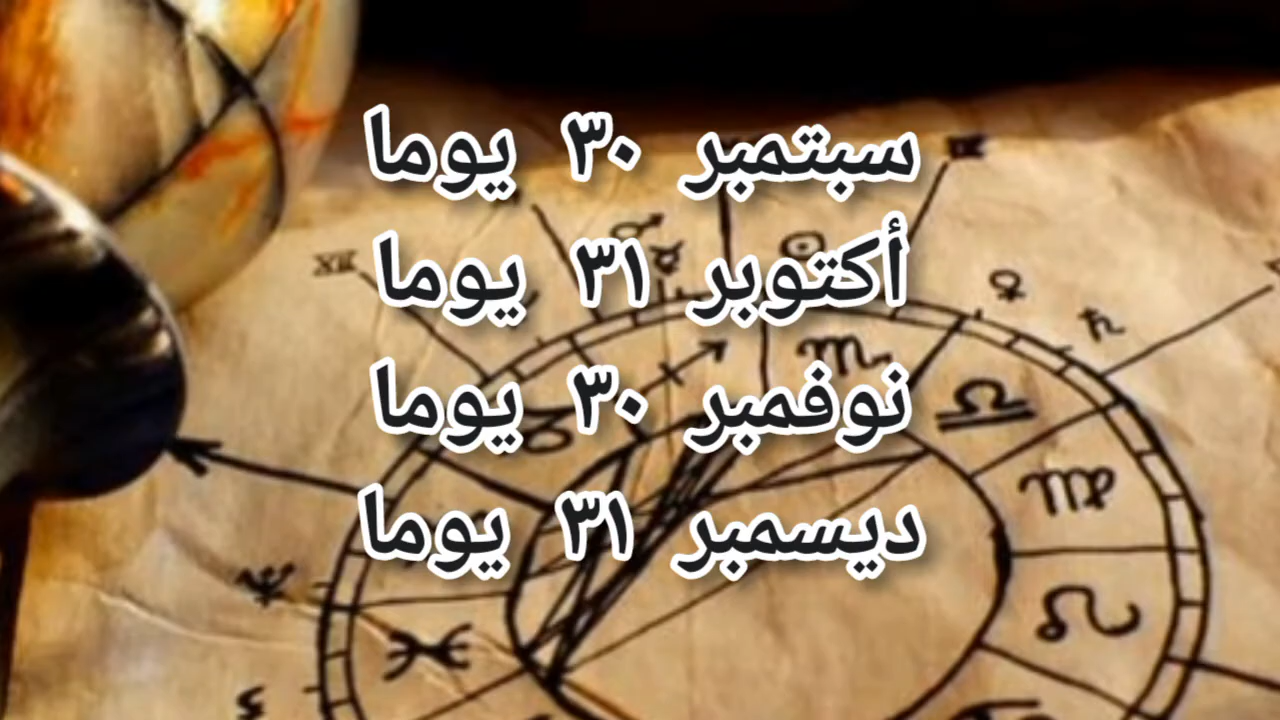 سبتمبر ٣٠ يوما
أكتوبر ٣١ يوما
نوفمبر ٣٠ يوما
ديسمبر ٣١ يوما